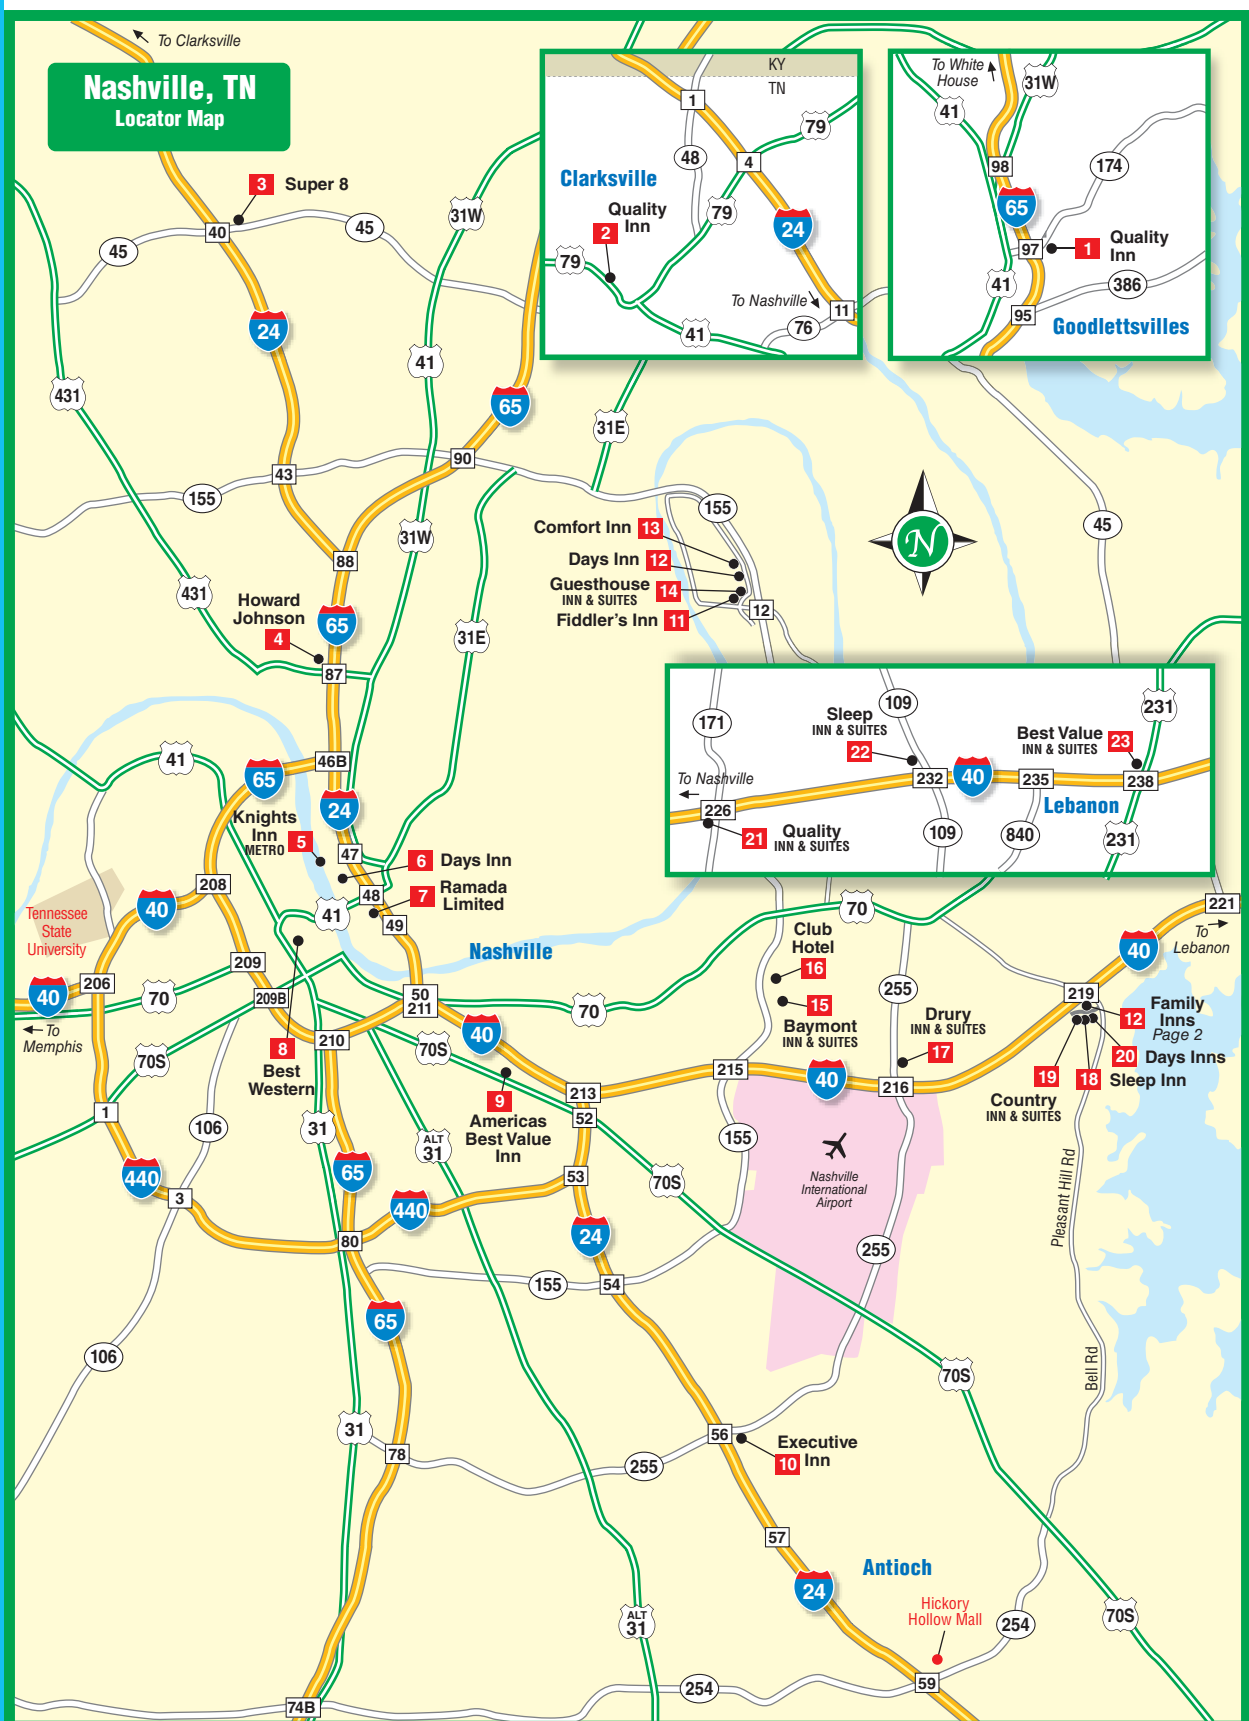 To Clarksville
Nashville, TN
Locator Map
3 Super 8
40
45
45
24
31W
41
65
431
43
155
90
31E
88
31W
431
Howard
Johnson
4
65
87
31E
155
Comfort Inn 13
Days Inn 12
Guesthouse 14
INN & SUITES
Fiddler's Inn 11
12
N
45
KY
TN
1
79
48
4
Clarksville
Quality
Inn
2
79
24
79
To Nashville
11
76
41
To White
House
31W
41
98
174
65
97
1 Quality
Inn
41
386
95
Goodlettsvilles
231
171
109
Sleep
INN & SUITES
22
Best Value
INN & SUITES
23
To Nashville
232
40
235
238
226
Lebanon
21 Quality
INN & SUITES
109
840
231
41
46B
65
24
Knights
Inn
METRO
5
47
6 Days Inn
208
48
7 Ramada
Limited
40
41
49
Tennessee
State
University
Nashville
70
221
To
Lebanon
40
Club
Hotel
16
209
206
40
70
209B
50
211
70
255
219
Family
Inns
12
Page 2
15
Baymont
INN & SUITES
Drury
INN & SUITES
17
To
Memphis
210
40
70S
70S
20 Days Inns
19
18 Sleep Inn
Country
INN & SUITES
8
Best
Western
215
40
216
213
9
Americas
Best Value
Inn
52
1
106
31
ALT
31
155
Nashville
International
Airport
440
65
53
70S
3
440
24
Pleasant Hill Rd
80
255
155
54
65
106
Bell Rd
70S
31
78
56
Executive
Inn
10
255
57
Antioch
24
Hickory
Hollow Mall
ALT
31
254
70S
59
254
74B